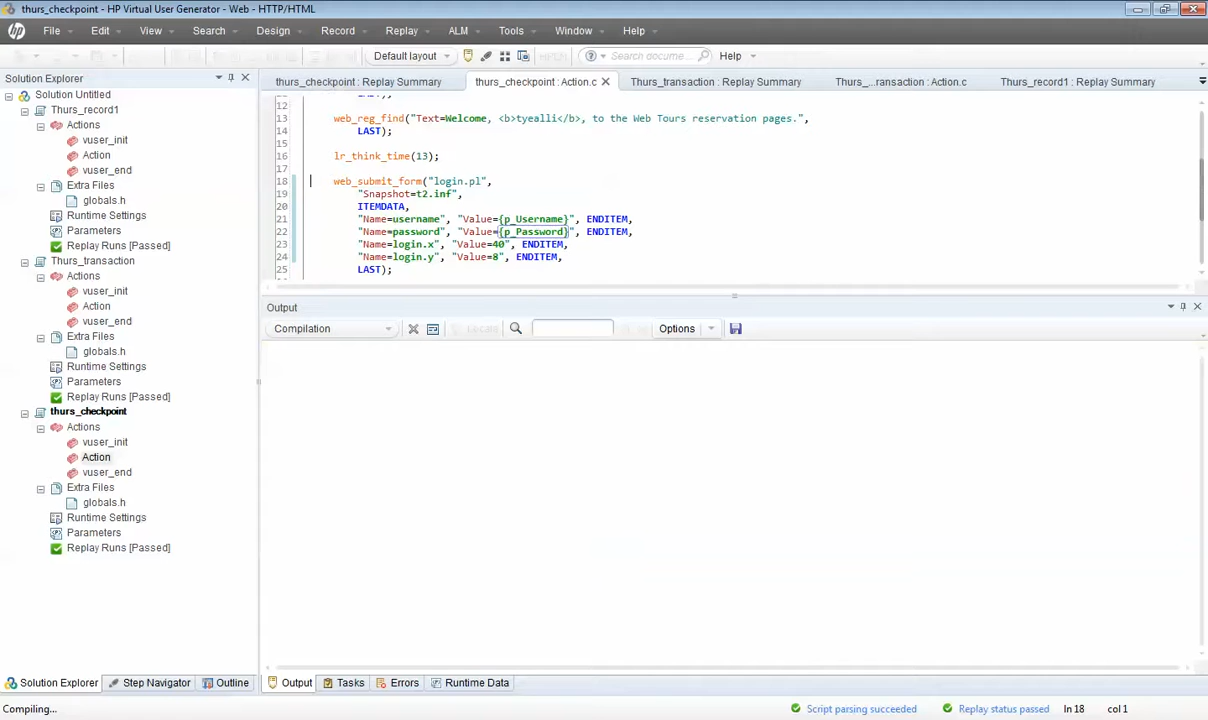 thurs_checkpoint - HP Virtual User Generator - Web - HTTP/HTML
File Edit View Search Design Record Replay ALM Tools Window Help
Default layout Search docume... Help
Solution Explorer
thurs_checkpoint : Replay Summary thurs_checkpoint : Action.c Thurs_transaction : Replay Summary Thurs_...ransaction : Action.c Thurs_record1 : Replay Summary
Solution Untitled
Thurs_record1
Actions
vuser_init
Action
vuser_end
Extra Files
globals.h
Runtime Settings
Parameters
Replay Runs [Passed]
Thurs_transaction
Actions
vuser_init
Action
vuser_end
Extra Files
globals.h
Runtime Settings
Parameters
Replay Runs [Passed]
thurs_checkpoint
Actions
vuser_init
Action
vuser_end
Extra Files
globals.h
Runtime Settings
Parameters
Replay Runs [Passed]
12
13 web_reg_find("Text=Welcome, <b>tyealli</b>, to the Web Tours reservation pages.",
14 LAST);
15
16 lr_think_time(13);
17
18 web_submit_form("login.pl",
19 "Snapshot=t2.inf",
20 ITEMDATA,
21 "Name=username", "Value={p_Username}", ENDITEM,
22 "Name=password", "Value={p_Password}", ENDITEM,
23 "Name=login.x", "Value=40", ENDITEM,
24 "Name=login.y", "Value=8", ENDITEM,
25 LAST);
Output
Compilation Locate Options
Solution Explorer Step Navigator Outline Output Tasks Errors Runtime Data
Compiling... Script parsing succeeded Replay status passed ln 18 col 1